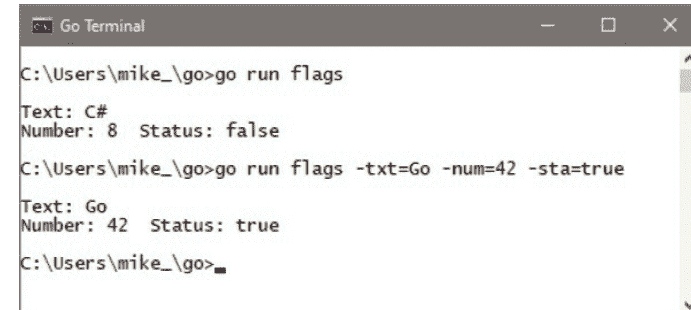 Go Terminal
C:\Users\mike_\go>go run flags
Text: C#
Number: 8  Status: false
C:\Users\mike_\go>go run flags -txt=Go -num=42 -sta=true
Text: Go
Number: 42  Status: true
C:\Users\mike_\go>